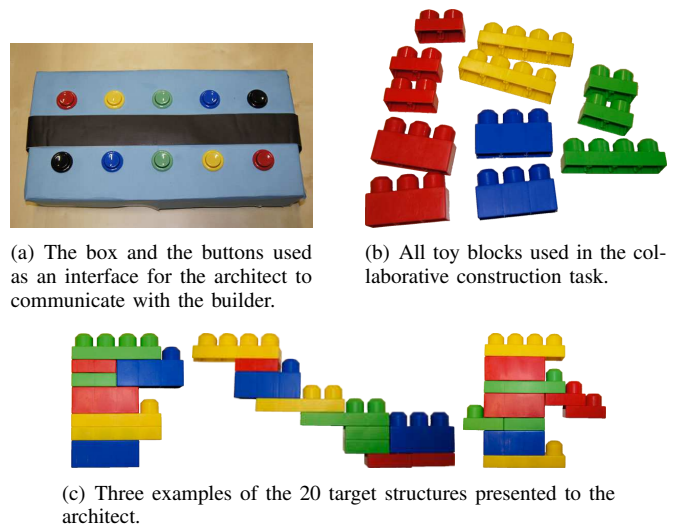 (a) The box and the buttons used
as an interface for the architect to
communicate with the builder.
(b) All toy blocks used in the col-
laborative construction task.
(c) Three examples of the 20 target structures presented to the
architect.